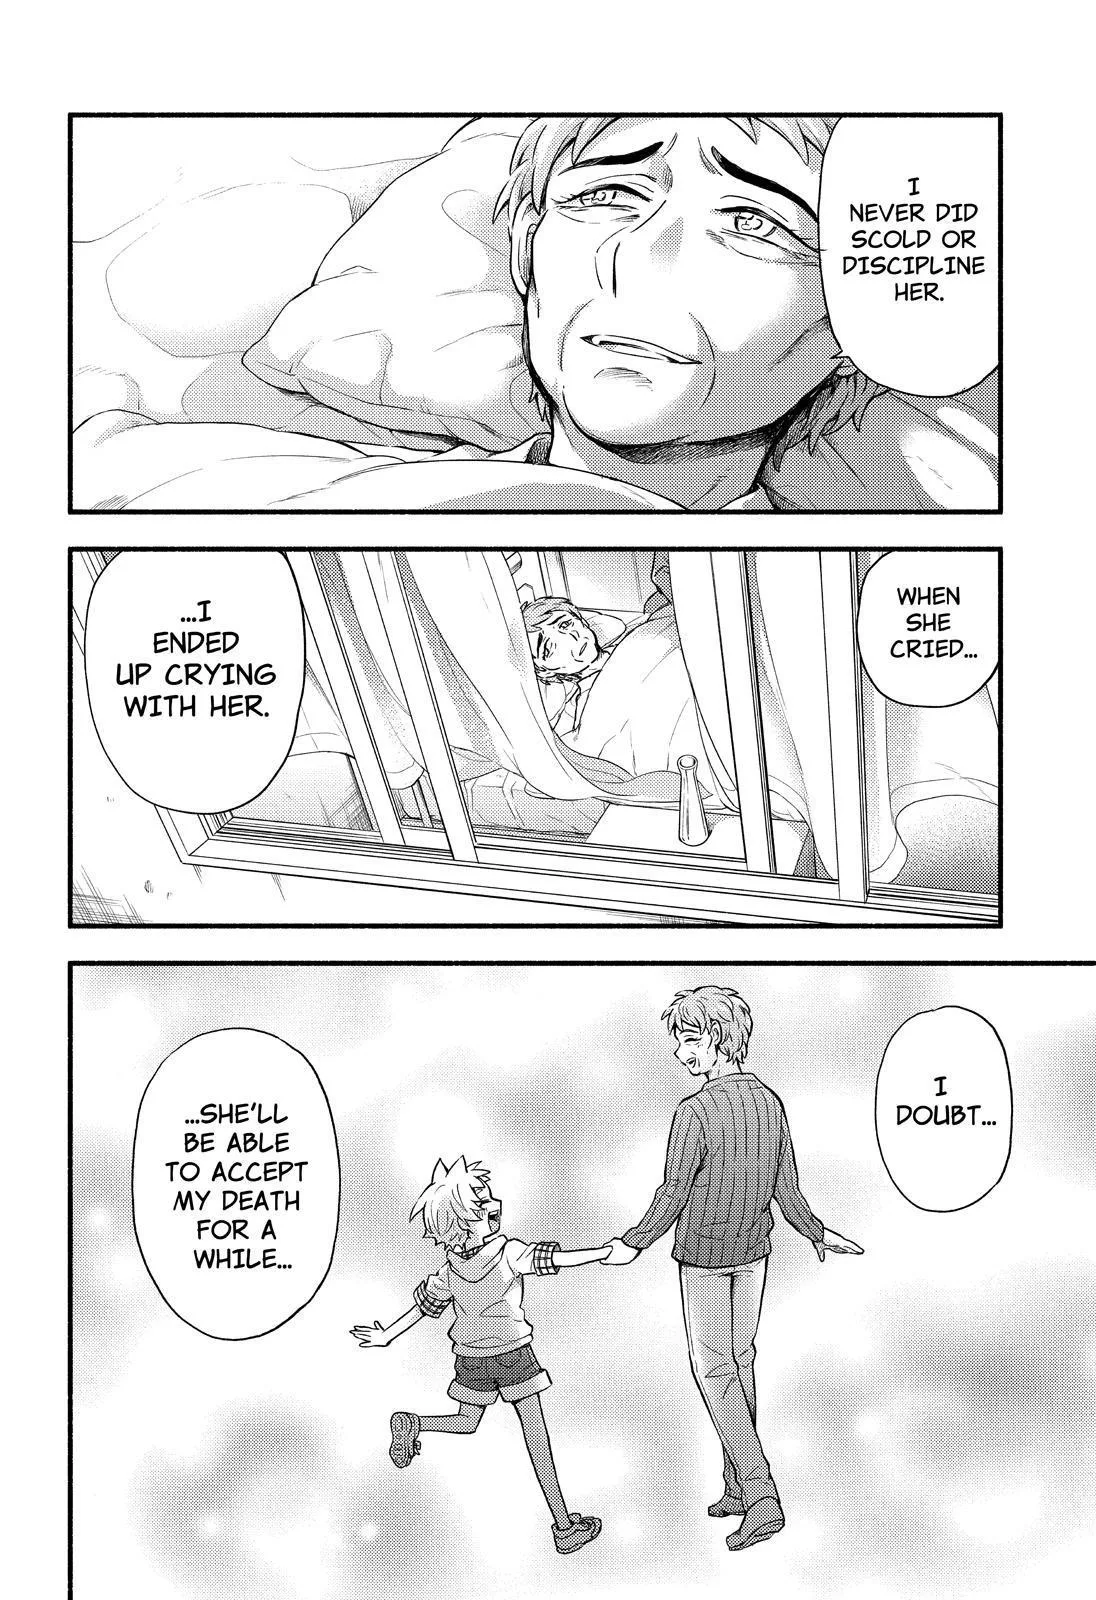 I
NEVER DID
SCOLD OR
DISCIPLINE
HER.
WHEN
SHE
CRIED...
...I
ENDED
UP CRYING
WITH HER.
I
DOUBT...
...SHE'LL
BE ABLE
TO ACCEPT
MY DEATH
FOR A
WHILE...